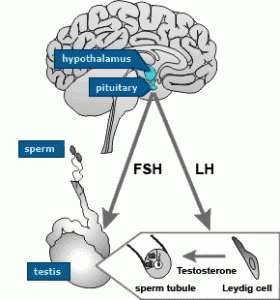 hypothalamus
pituitary
sperm
FSH
LH
testis
Testosterone
sperm tubule
Leydig cell